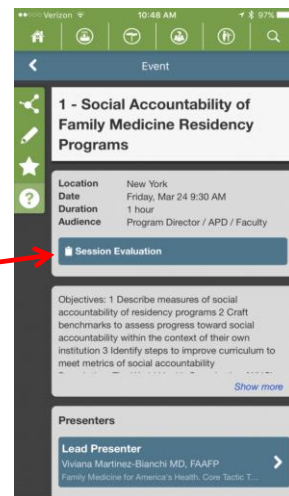 Verizon 10:48 AM 97%
Event
1 - Social Accountability of
Family Medicine Residency
Programs
Location New York
Date Friday, Mar 24 9:30 AM
Duration 1 hour
Audience Program Director / APD / Faculty
Session Evaluation
Objectives: 1 Describe measures of social
accountability of residency programs 2 Craft
benchmarks to assess progress toward social
accountability within the context of their own
institution 3 Identify steps to improve curriculum to
meet metrics of social accountability
Show more
Presenters
Lead Presenter
Viviana Martinez-Bianchi MD, FAAFP
Family Medicine for America's Health, Core Tactic T...